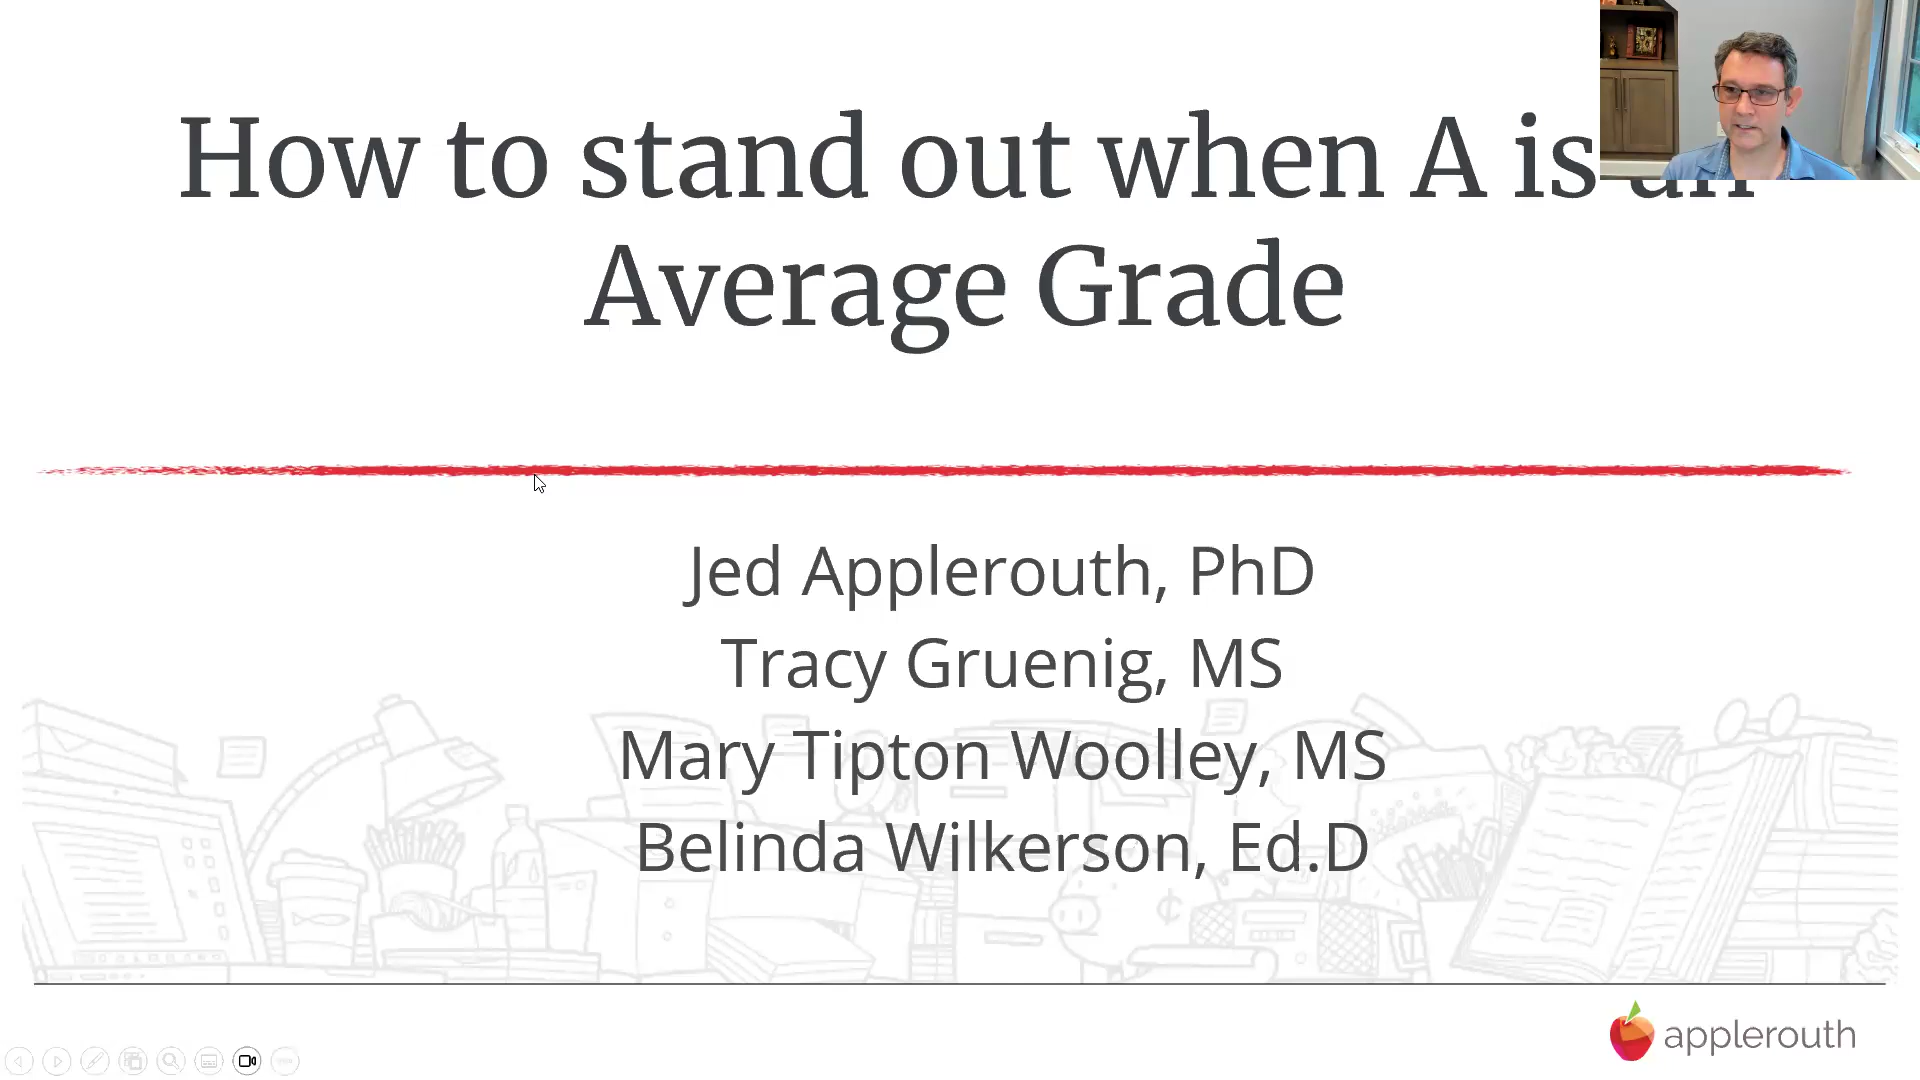 How to stand out when A is an
Average Grade
Jed Applerouth, PhD
Tracy Gruenig, MS
Mary Tipton Woolley, MS
Belinda Wilkerson, Ed.D
applerouth